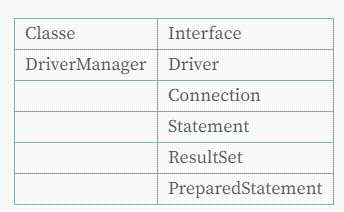 Classe Interface
DriverManager Driver
Connection
Statement
ResultSet
PreparedStatement